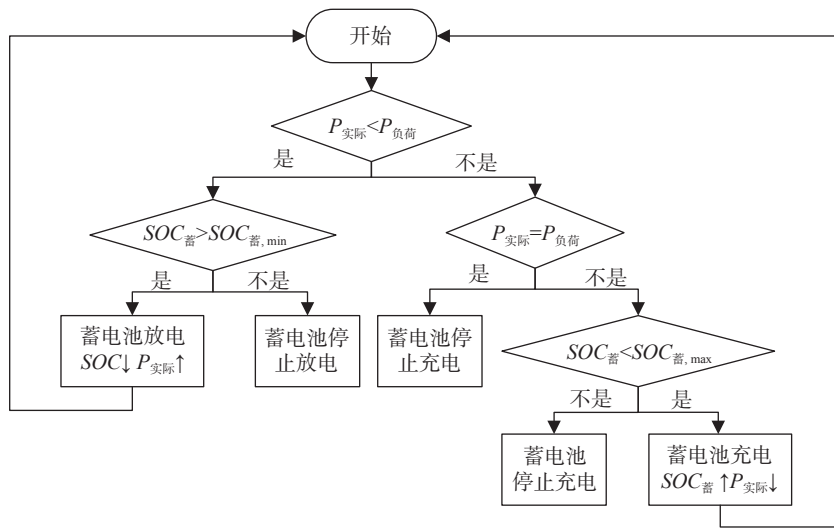 开始
P实际<P负荷
是
不是
SOC蓄>SOC蓄, min
P实际=P负荷
是
不是
是
不是
蓄电池放电
SOC↓ P实际↑
蓄电池停
止放电
蓄电池停
止充电
SOC蓄<SOC蓄, max
不是
是
蓄电池
停止充电
蓄电池充电
SOC蓄 ↑P实际↓